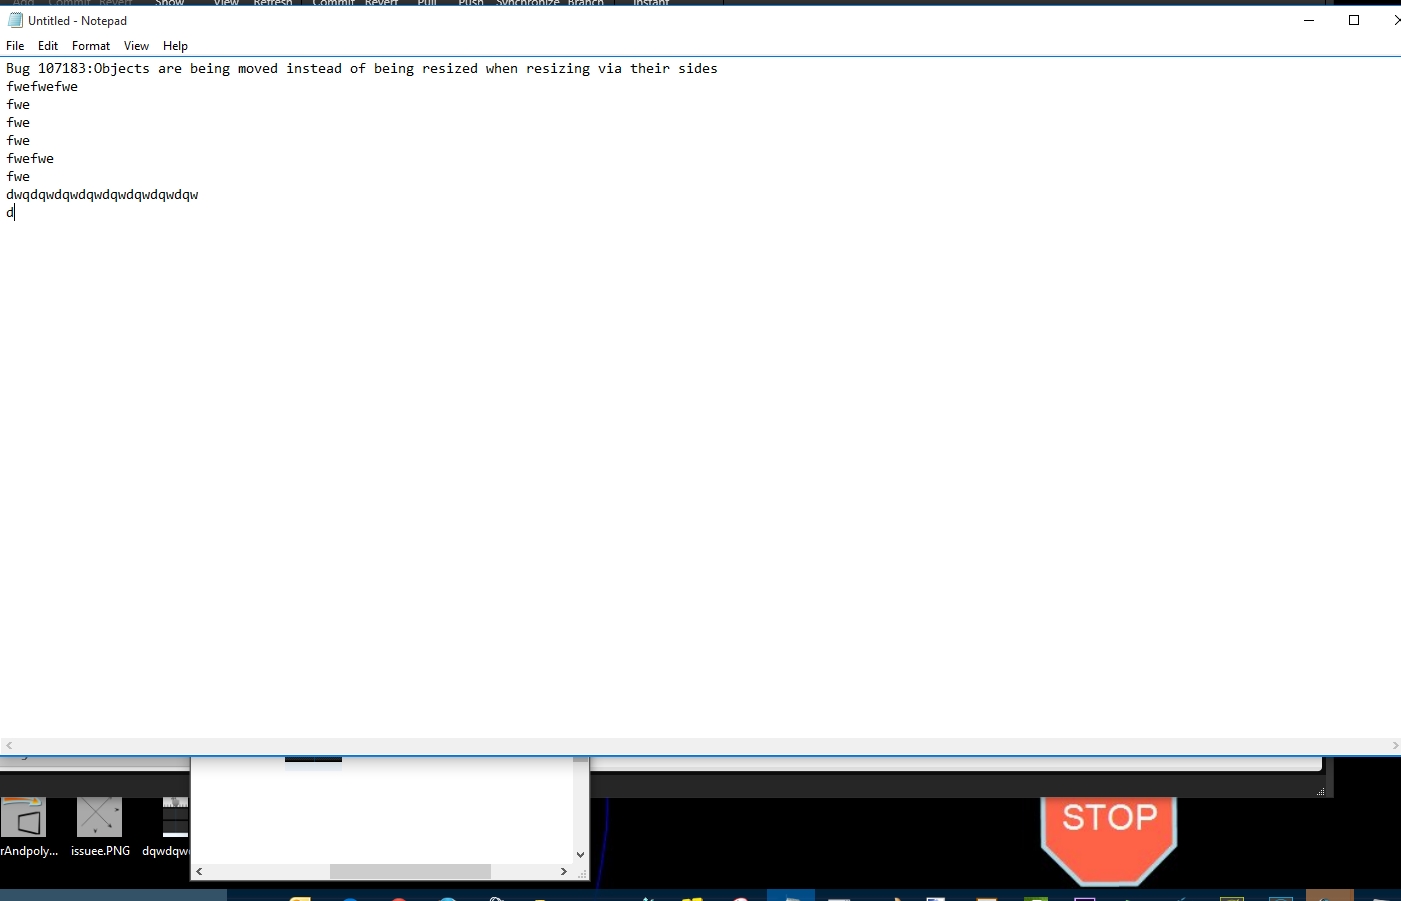 Add Commit Revert Show View Refresh Commit Revert Pull Push Synchronize Branch Instant
Untitled - Notepad
File Edit Format View Help
Bug 107183:Objects are being moved instead of being resized when resizing via their sides
fwefwefwe
fwe
fwe
fwe
fwefwe
fwe
dwqdqwdqwdqwdqwdqwdqwdqw
d
STOP
rAndpoly... issuee.PNG dqwdqw